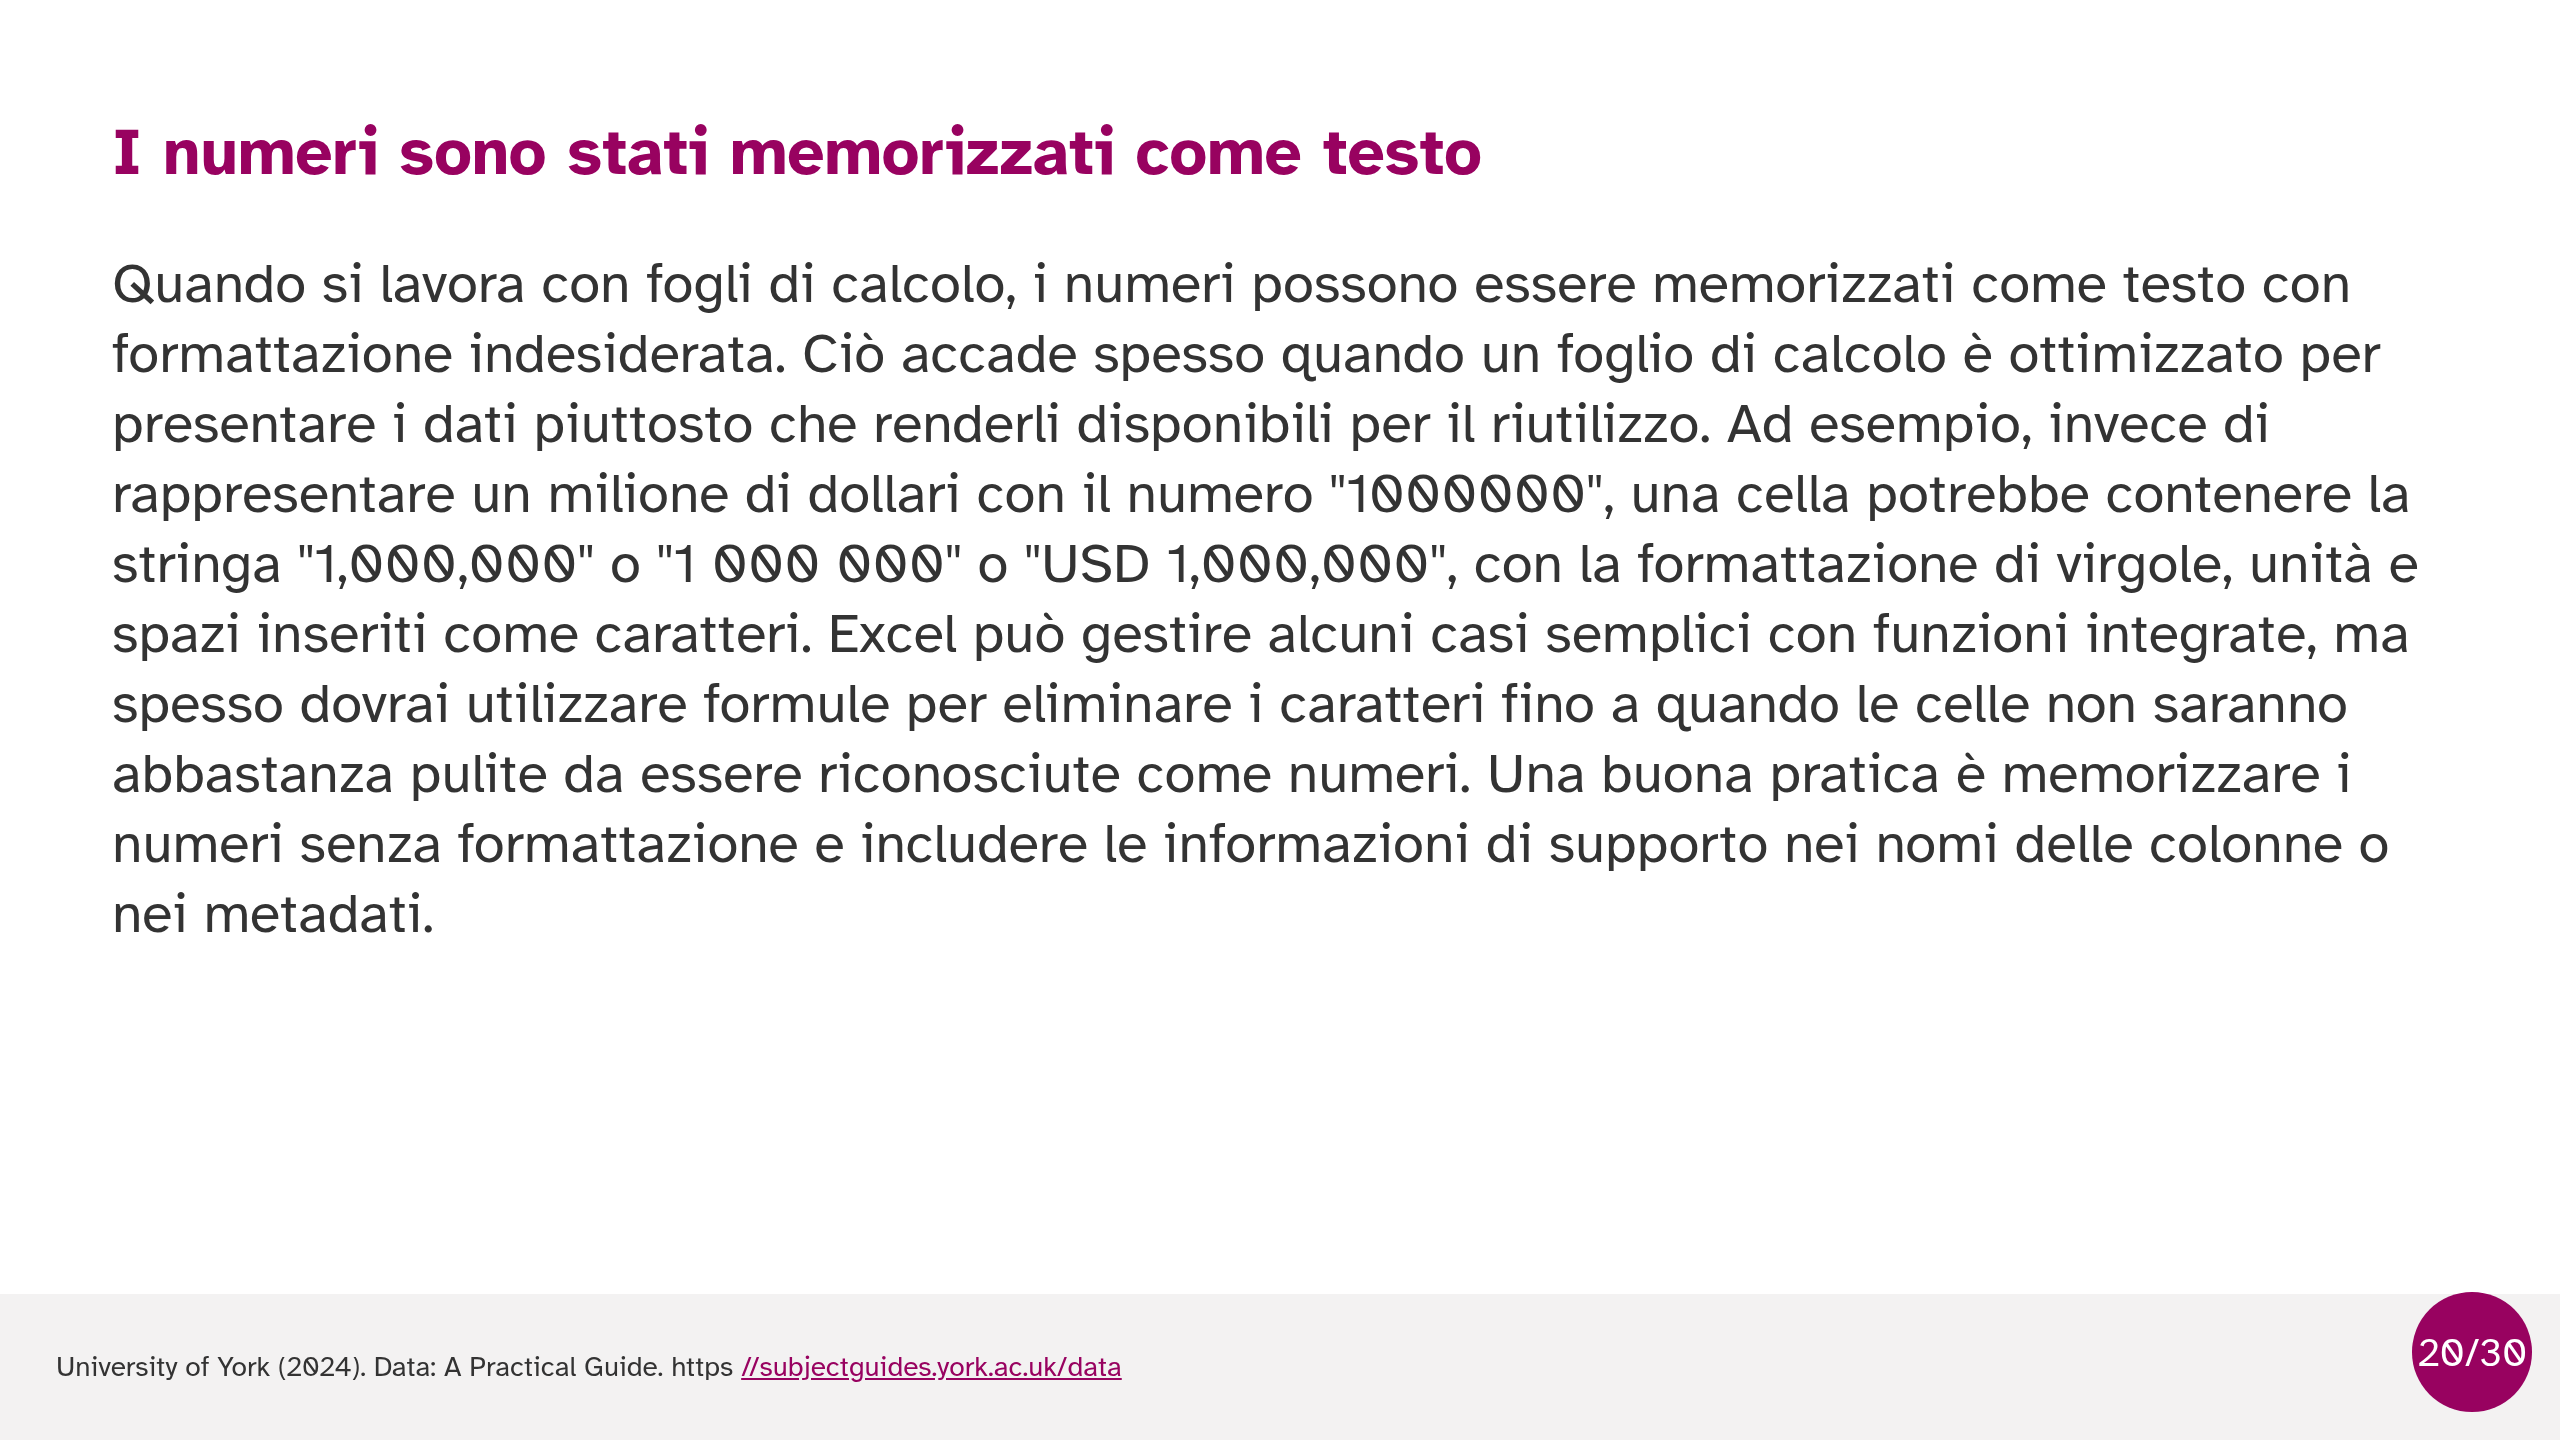 I numeri sono stati memorizzati come testo
Quando si lavora con fogli di calcolo, i numeri possono essere memorizzati come testo con
formattazione indesiderata. Ciò accade spesso quando un foglio di calcolo è ottimizzato per
presentare i dati piuttosto che renderli disponibili per il riutilizzo. Ad esempio, invece di
rappresentare un milione di dollari con il numero "1000000", una cella potrebbe contenere la
stringa "1,000,000" o "1 000 000" o "USD 1,000,000", con la formattazione di virgole, unità e
spazi inseriti come caratteri. Excel può gestire alcuni casi semplici con funzioni integrate, ma
spesso dovrai utilizzare formule per eliminare i caratteri fino a quando le celle non saranno
abbastanza pulite da essere riconosciute come numeri. Una buona pratica è memorizzare i
numeri senza formattazione e includere le informazioni di supporto nei nomi delle colonne o
nei metadati.
University of York (2024). Data: A Practical Guide. https //subjectguides.york.ac.uk/data
20/30